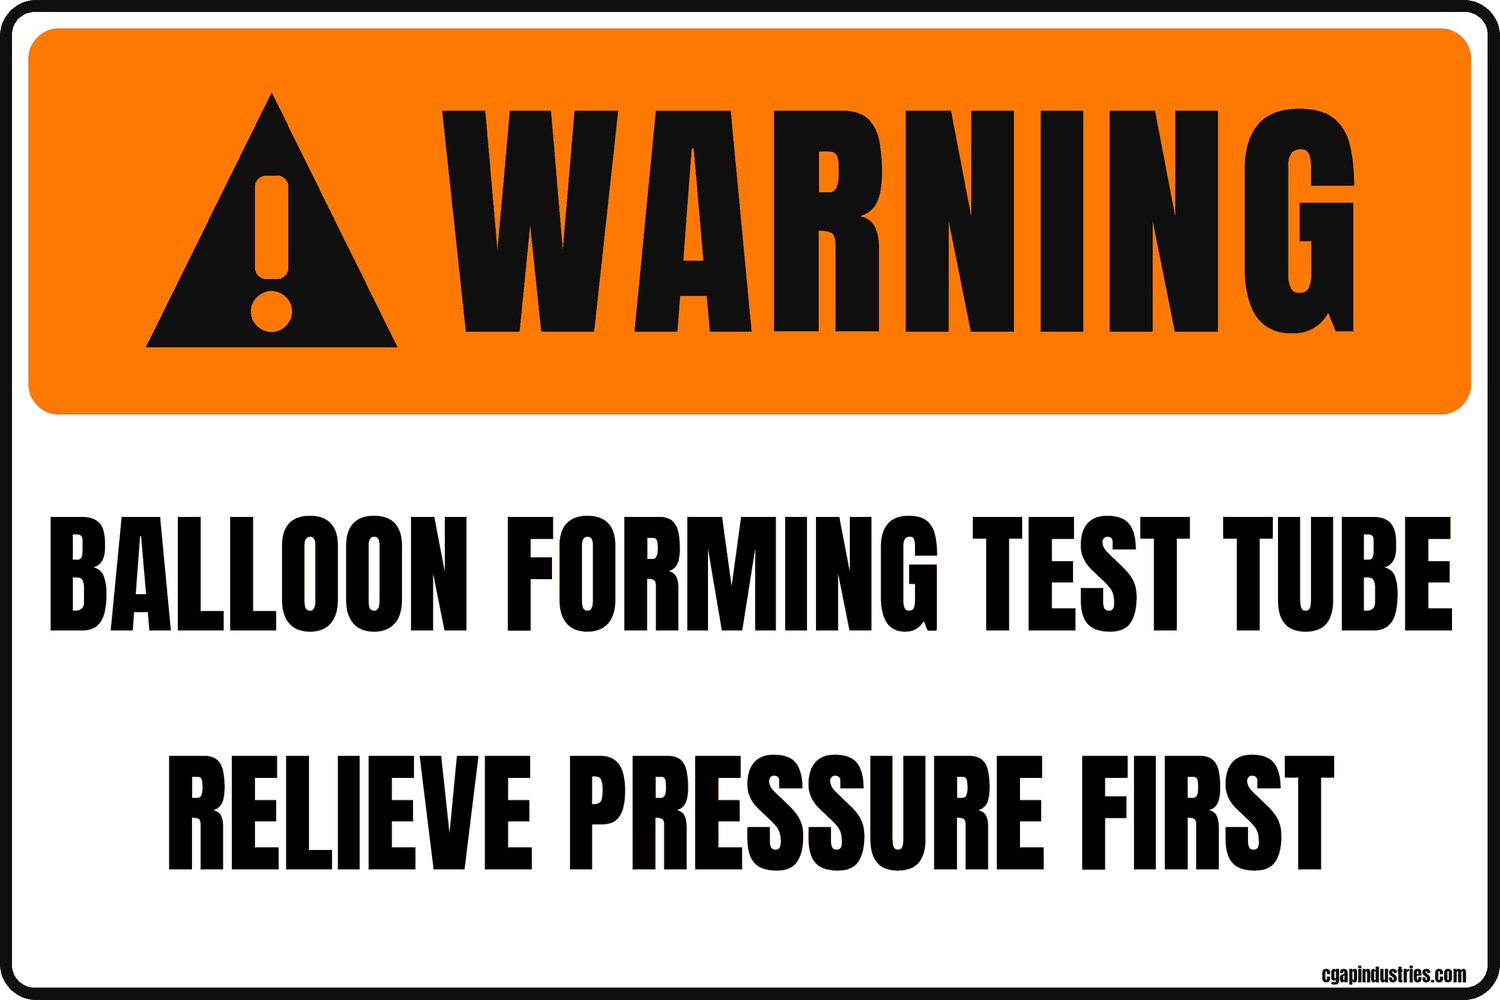 WARNING
BALLOON FORMING TEST TUBE
RELIEVE PRESSURE FIRST
cgapindustries.com